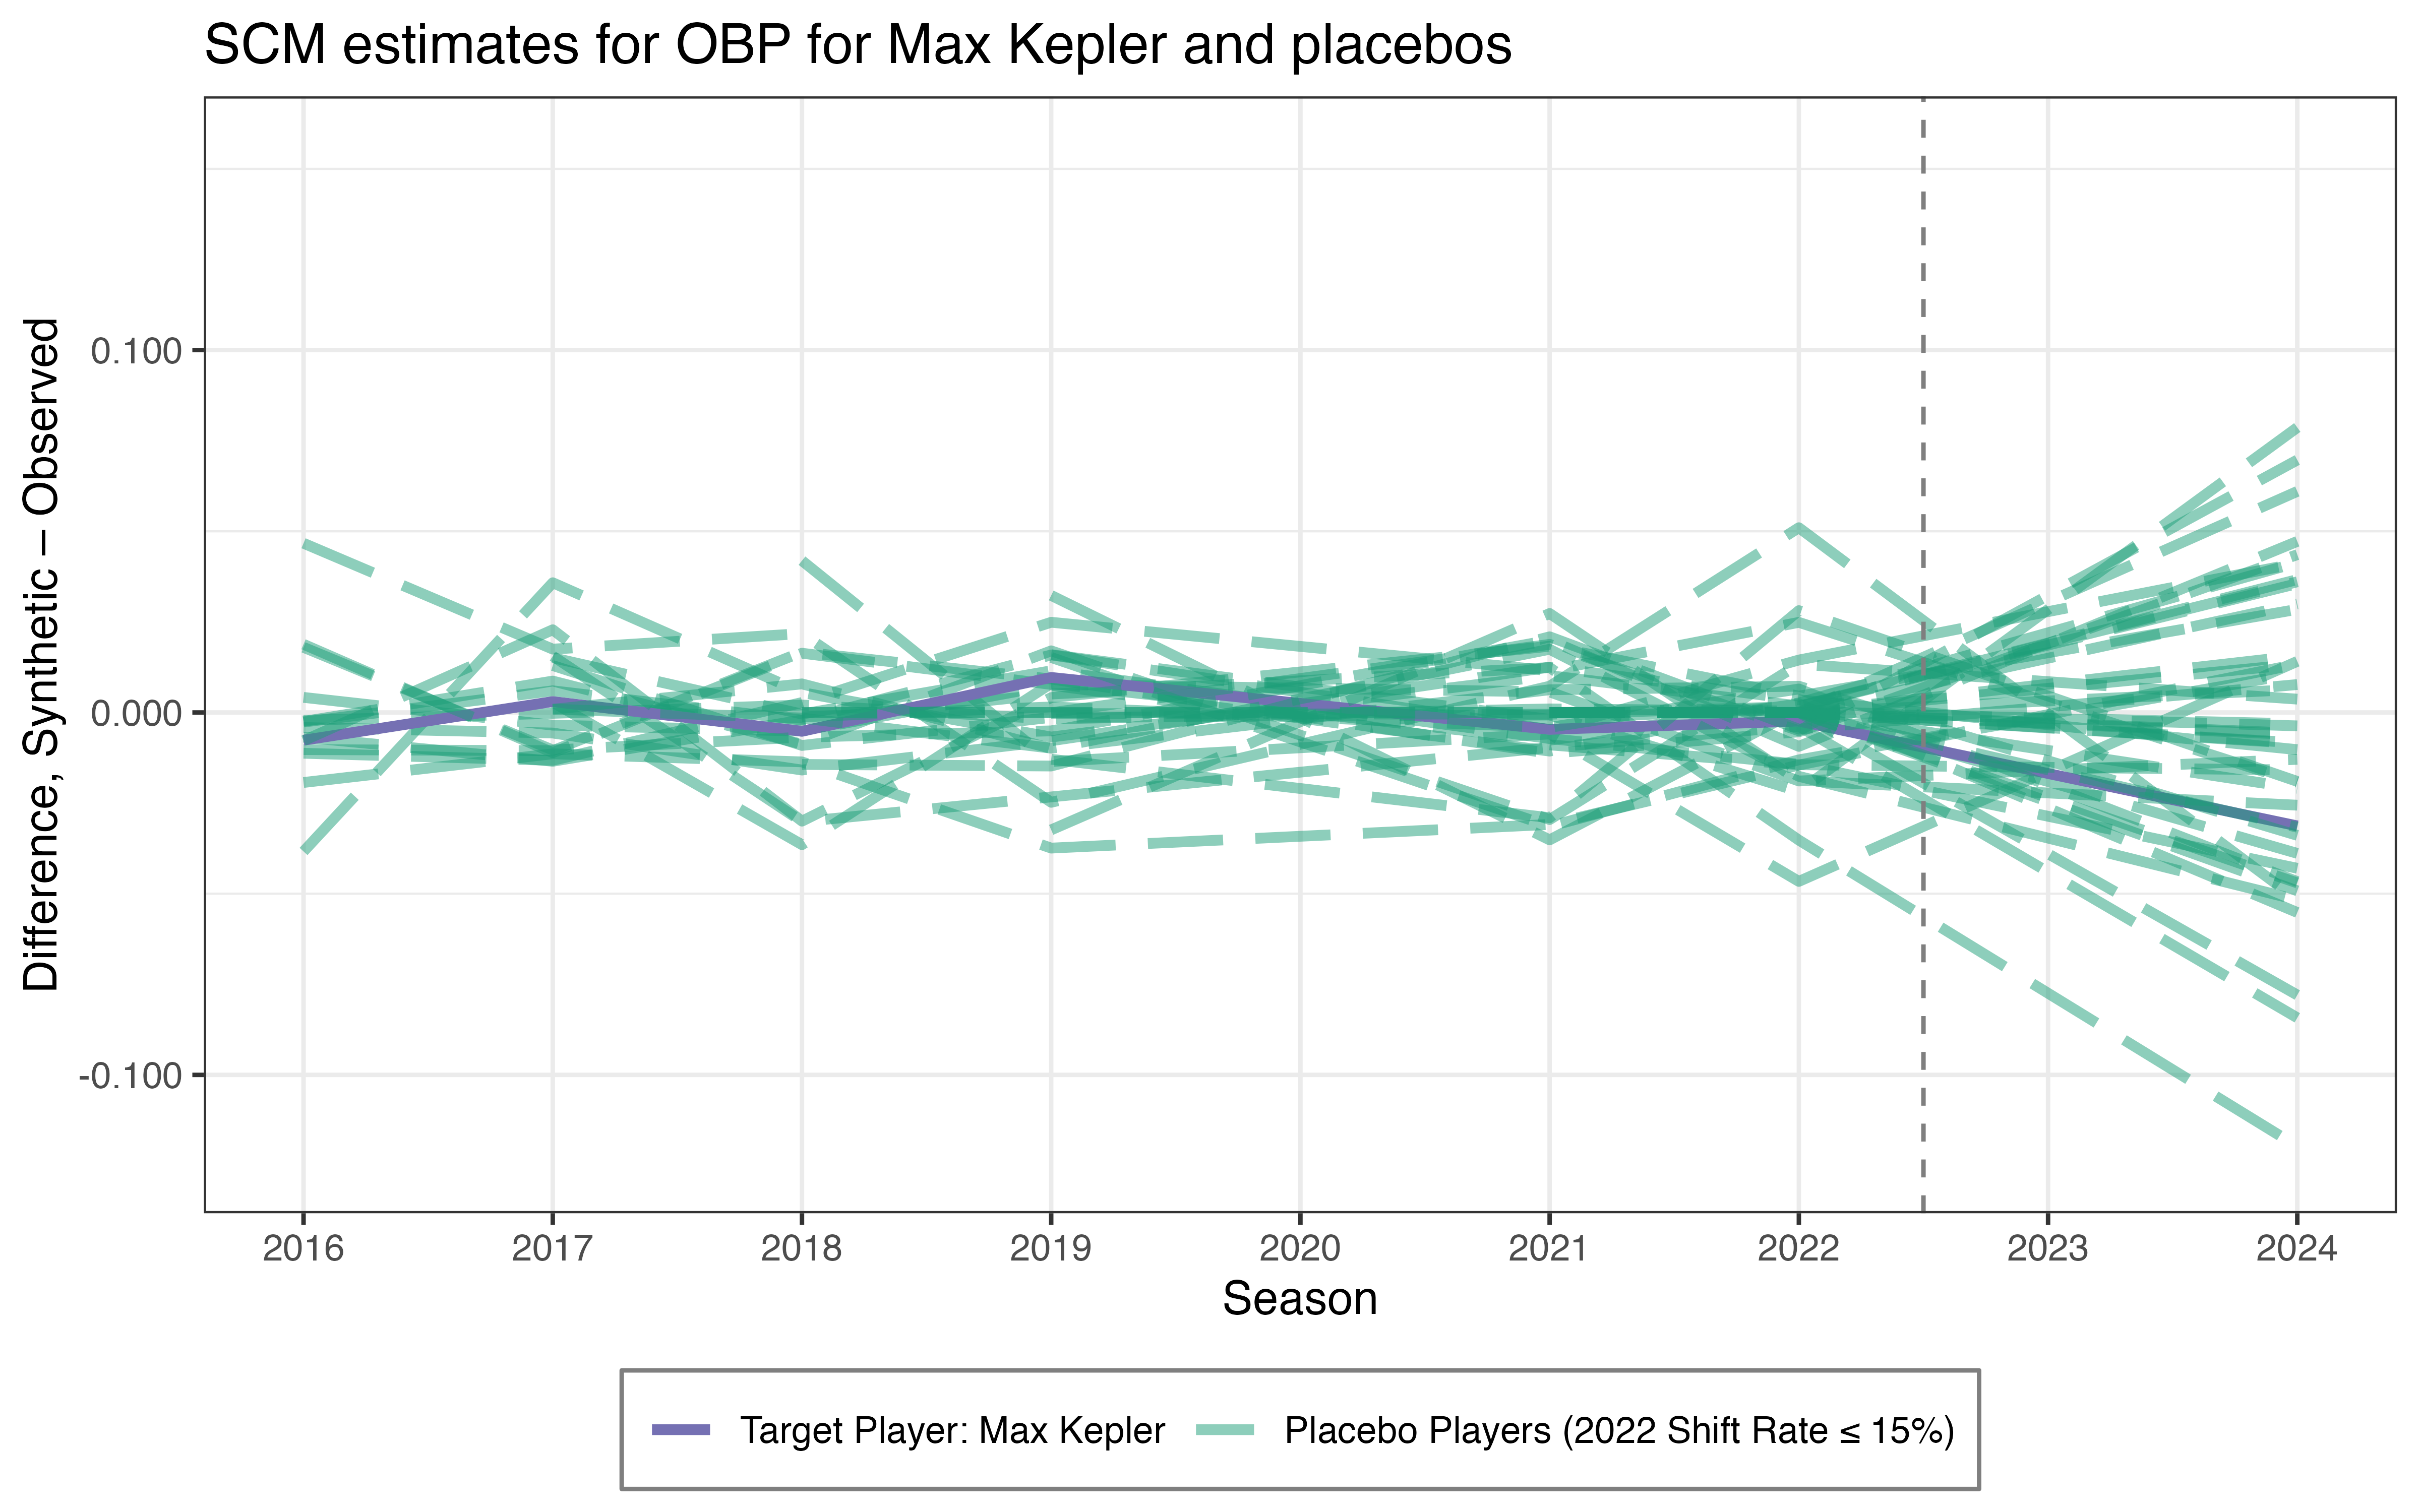 SCM estimates for OBP for Max Kepler and placebos
Difference, Synthetic − Observed
0.100
0.000
-0.100
2016 2017 2018 2019 2020 2021 2022 2023 2024
Season
Target Player: Max Kepler Placebo Players (2022 Shift Rate ≤ 15%)